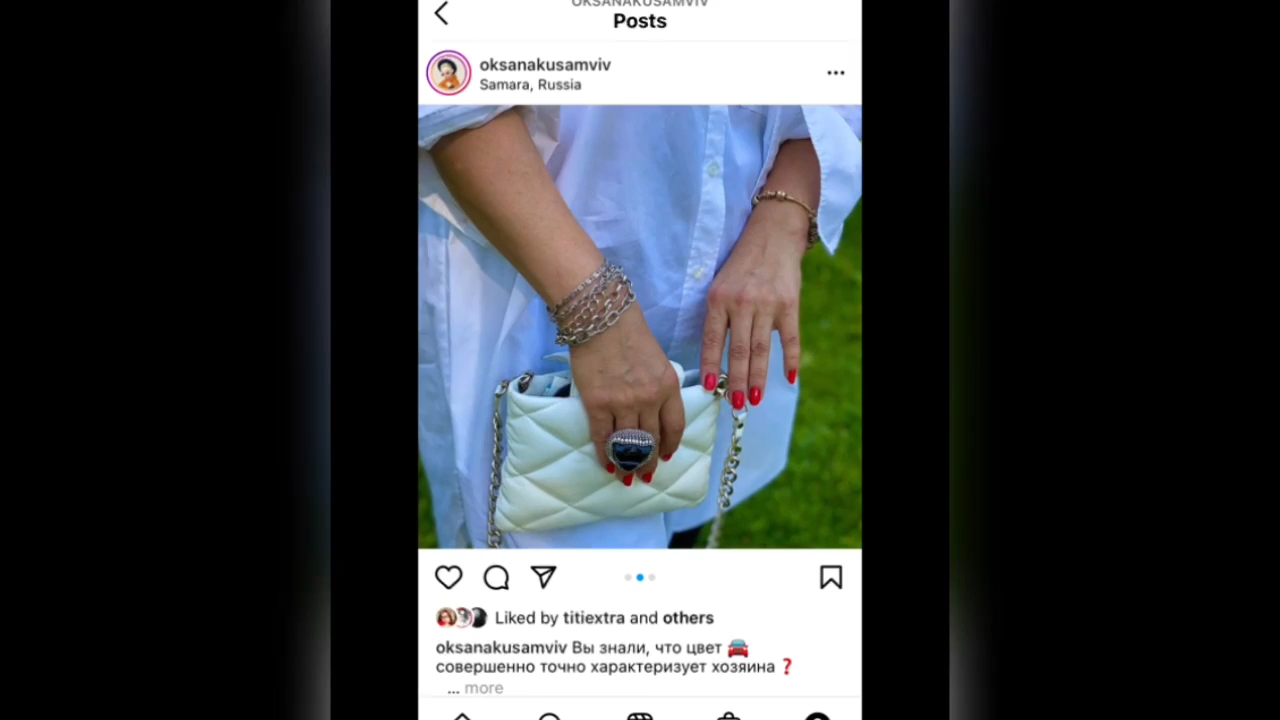 OKSANAKUSAMVIV
Posts
oksanakusamviv
Samara, Russia
Liked by titiextra and others
oksanakusamviv Вы знали, что цвет 🚘
совершенно точно характеризует хозяина ❓
... more